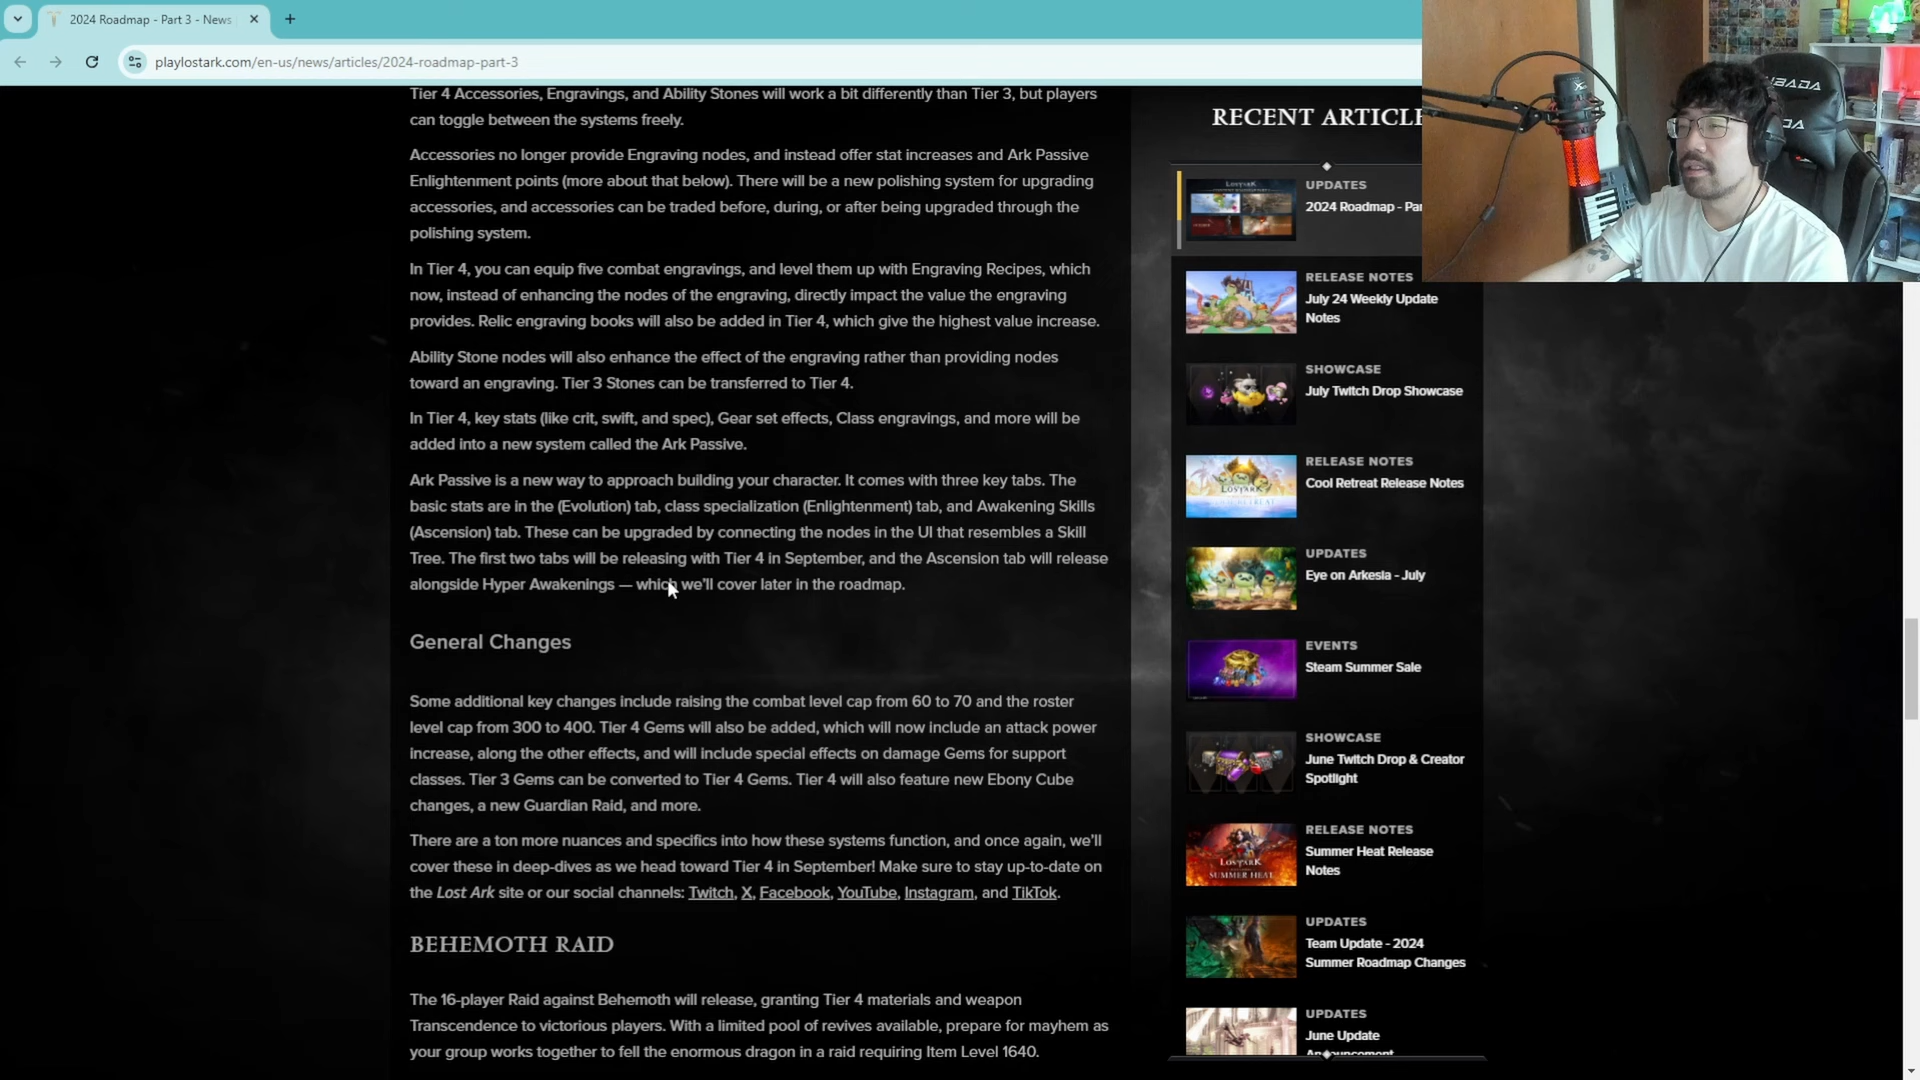 2024 Roadmap - Part 3 - News
playlostark.com/en-us/news/articles/2024-roadmap-part-3
Tier 4 Accessories, Engravings, and Ability Stones will work a bit differently than Tier 3, but players
can toggle between the systems freely.
Accessories no longer provide Engraving nodes, and instead offer stat increases and Ark Passive
Enlightenment points (more about that below). There will be a new polishing system for upgrading
accessories, and accessories can be traded before, during, or after being upgraded through the
polishing system.
In Tier 4, you can equip five combat engravings, and level them up with Engraving Recipes, which
now, instead of enhancing the nodes of the engraving, directly impact the value the engraving
provides. Relic engraving books will also be added in Tier 4, which give the highest value increase.
Ability Stone nodes will also enhance the effect of the engraving rather than providing nodes
toward an engraving. Tier 3 Stones can be transferred to Tier 4.
In Tier 4, key stats (like crit, swift, and spec), Gear set effects, Class engravings, and more will be
added into a new system called the Ark Passive.
Ark Passive is a new way to approach building your character. It comes with three key tabs. The
basic stats are in the (Evolution) tab, class specialization (Enlightenment) tab, and Awakening Skills
(Ascension) tab. These can be upgraded by connecting the nodes in the UI that resembles a Skill
Tree. The first two tabs will be releasing with Tier 4 in September, and the Ascension tab will release
alongside Hyper Awakenings — which we'll cover later in the roadmap.
General Changes
Some additional key changes include raising the combat level cap from 60 to 70 and the roster
level cap from 300 to 400. Tier 4 Gems will also be added, which will now include an attack power
increase, along the other effects, and will include special effects on damage Gems for support
classes. Tier 3 Gems can be converted to Tier 4 Gems. Tier 4 will also feature new Ebony Cube
changes, a new Guardian Raid, and more.
There are a ton more nuances and specifics into how these systems function, and once again, we'll
cover these in deep-dives as we head toward Tier 4 in September! Make sure to stay up-to-date on
the Lost Ark site or our social channels: Twitch, X, Facebook, YouTube, Instagram, and TikTok.
BEHEMOTH RAID
The 16-player Raid against Behemoth will release, granting Tier 4 materials and weapon
Transcendence to victorious players. With a limited pool of revives available, prepare for mayhem as
your group works together to fell the enormous dragon in a raid requiring Item Level 1640.
RECENT ARTICLE
UPDATES
2024 Roadmap - Par
RELEASE NOTES
July 24 Weekly Update
Notes
SHOWCASE
July Twitch Drop Showcase
RELEASE NOTES
Cool Retreat Release Notes
UPDATES
Eye on Arkesia - July
EVENTS
Steam Summer Sale
SHOWCASE
June Twitch Drop & Creator
Spotlight
RELEASE NOTES
Summer Heat Release
Notes
LOST ARK
SUMMER HEAT
UPDATES
Team Update - 2024
Summer Roadmap Changes
UPDATES
June Update
Announcement